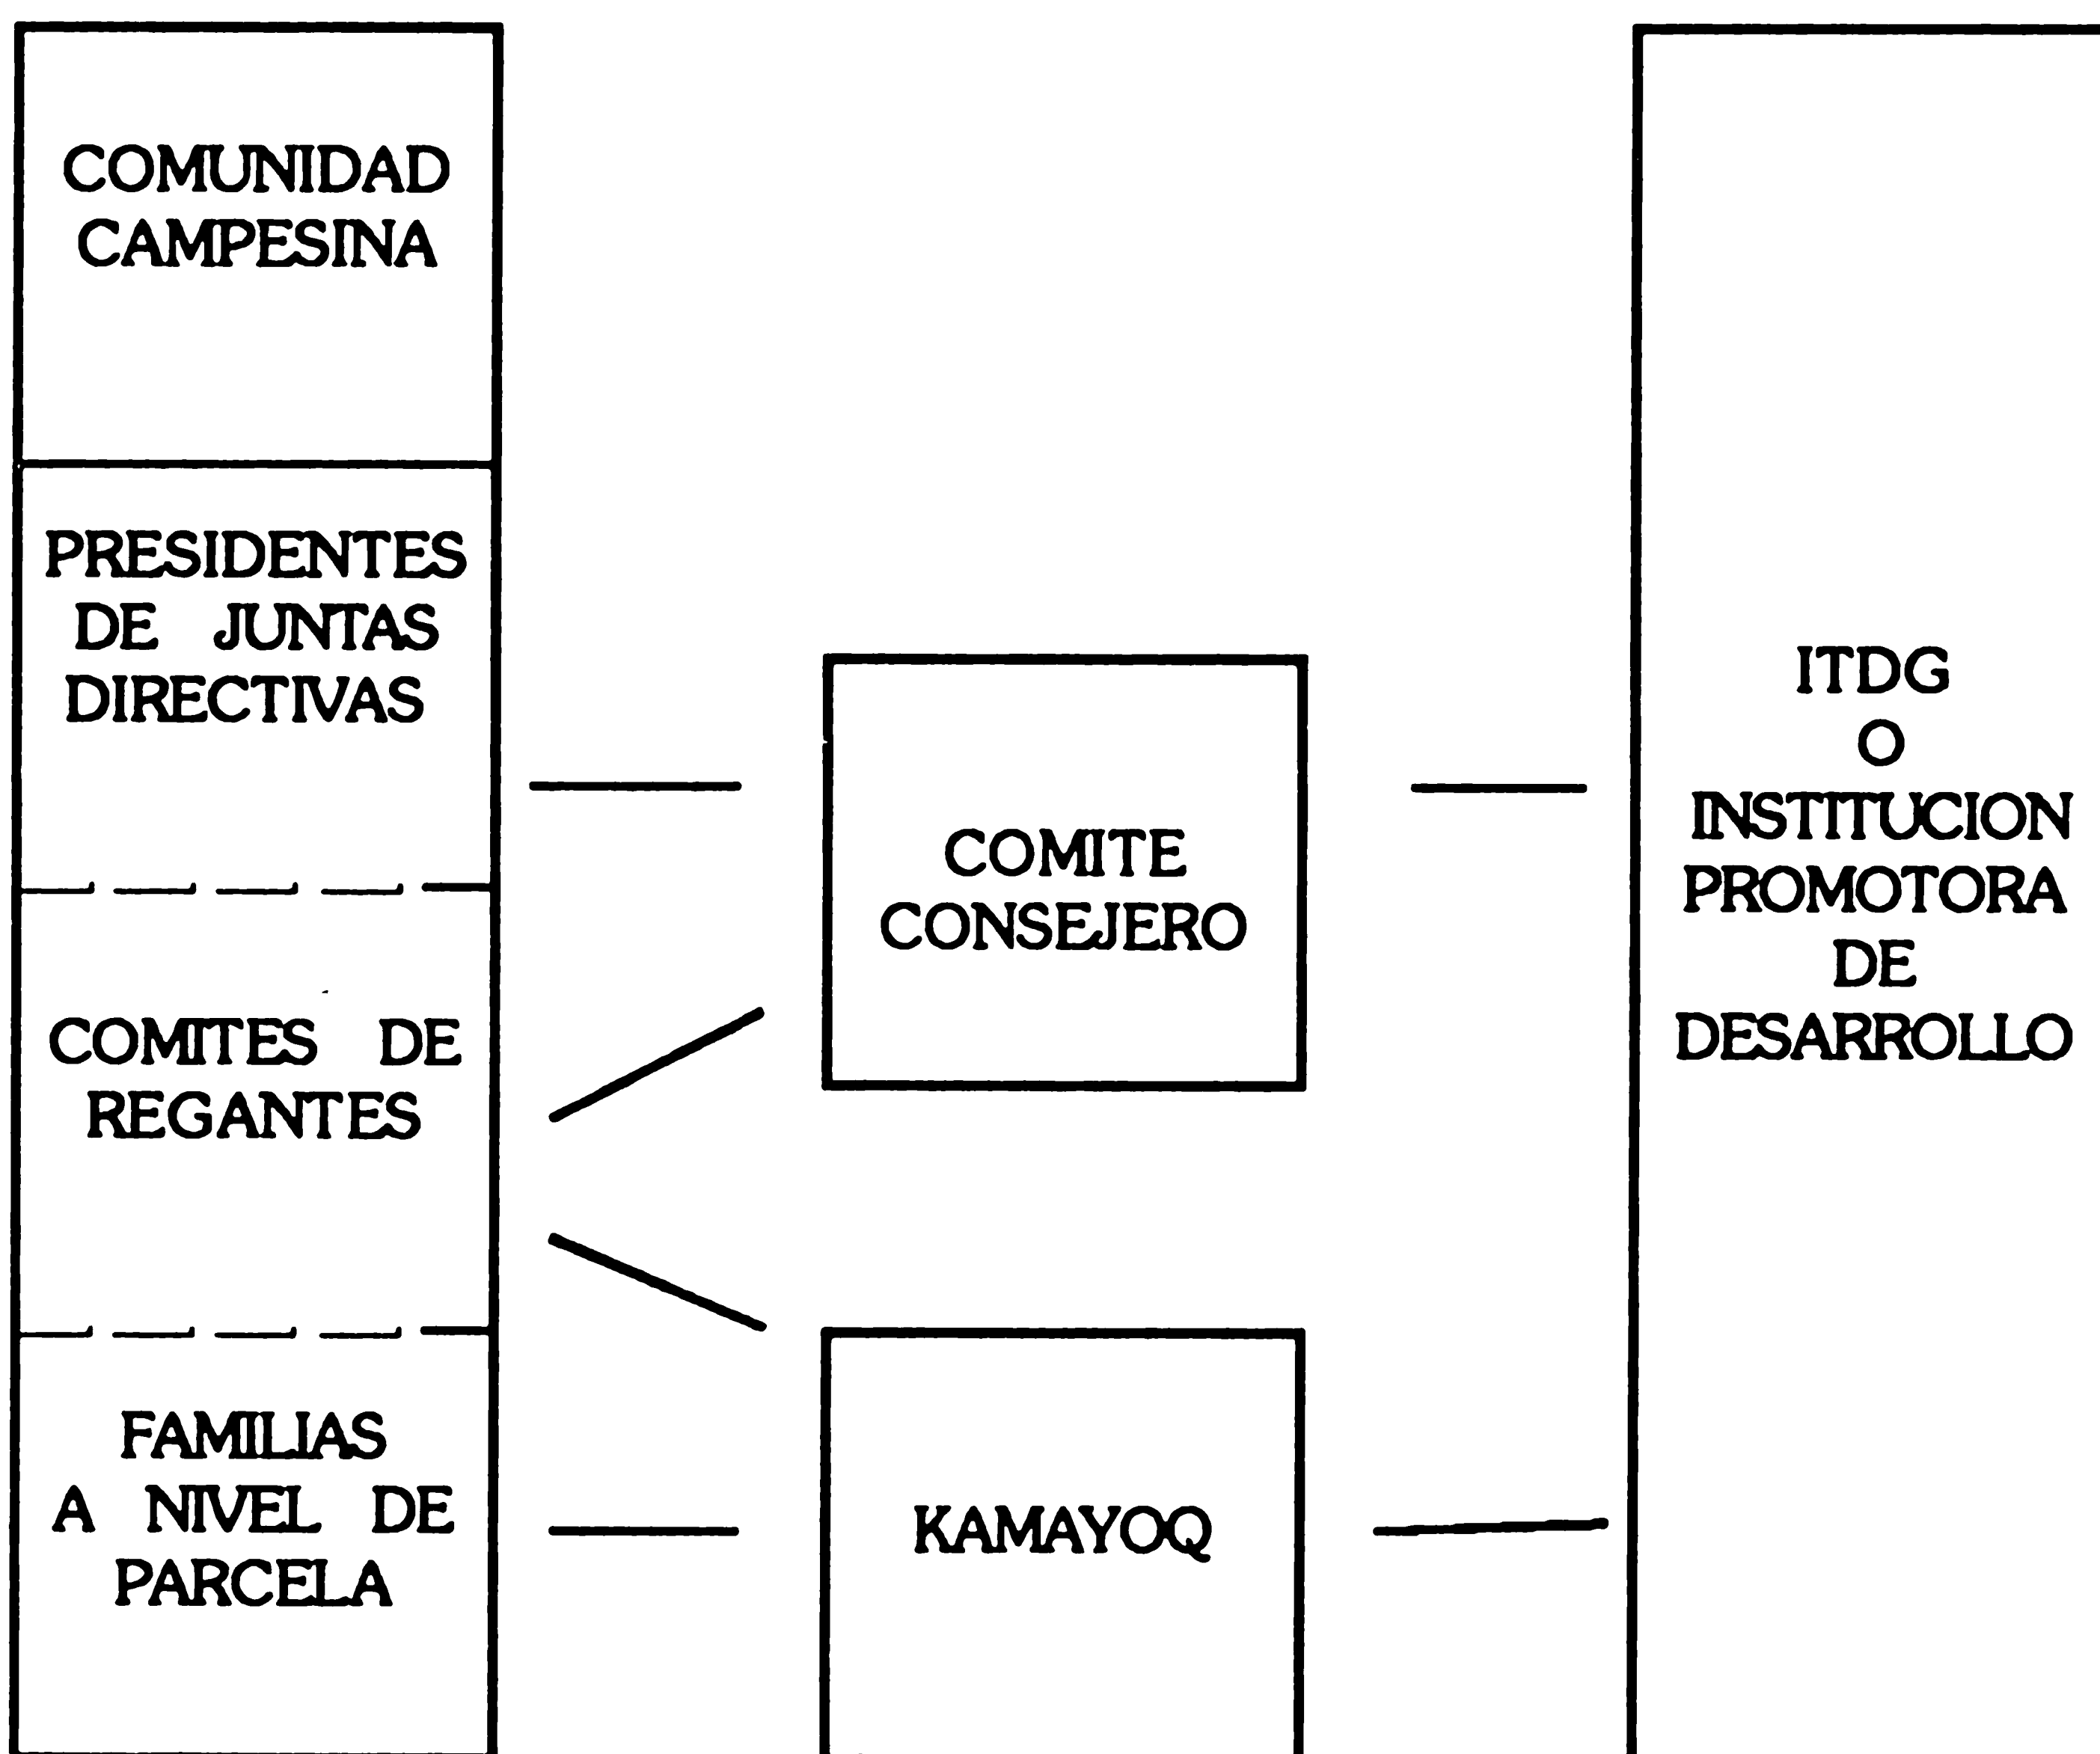 COMUNIDAD
CAMPESINA
PRESIDENTES
DE JUNTAS
DIRECTIVAS
COMITES DE
REGANTES
FAMILIAS
A NIVEL DE
PARCELA
COMITE
CONSEJERO
KAMAYOQ
ITDG
O
INSTITUCION
PROMOTORA
DE
DESARROLLO